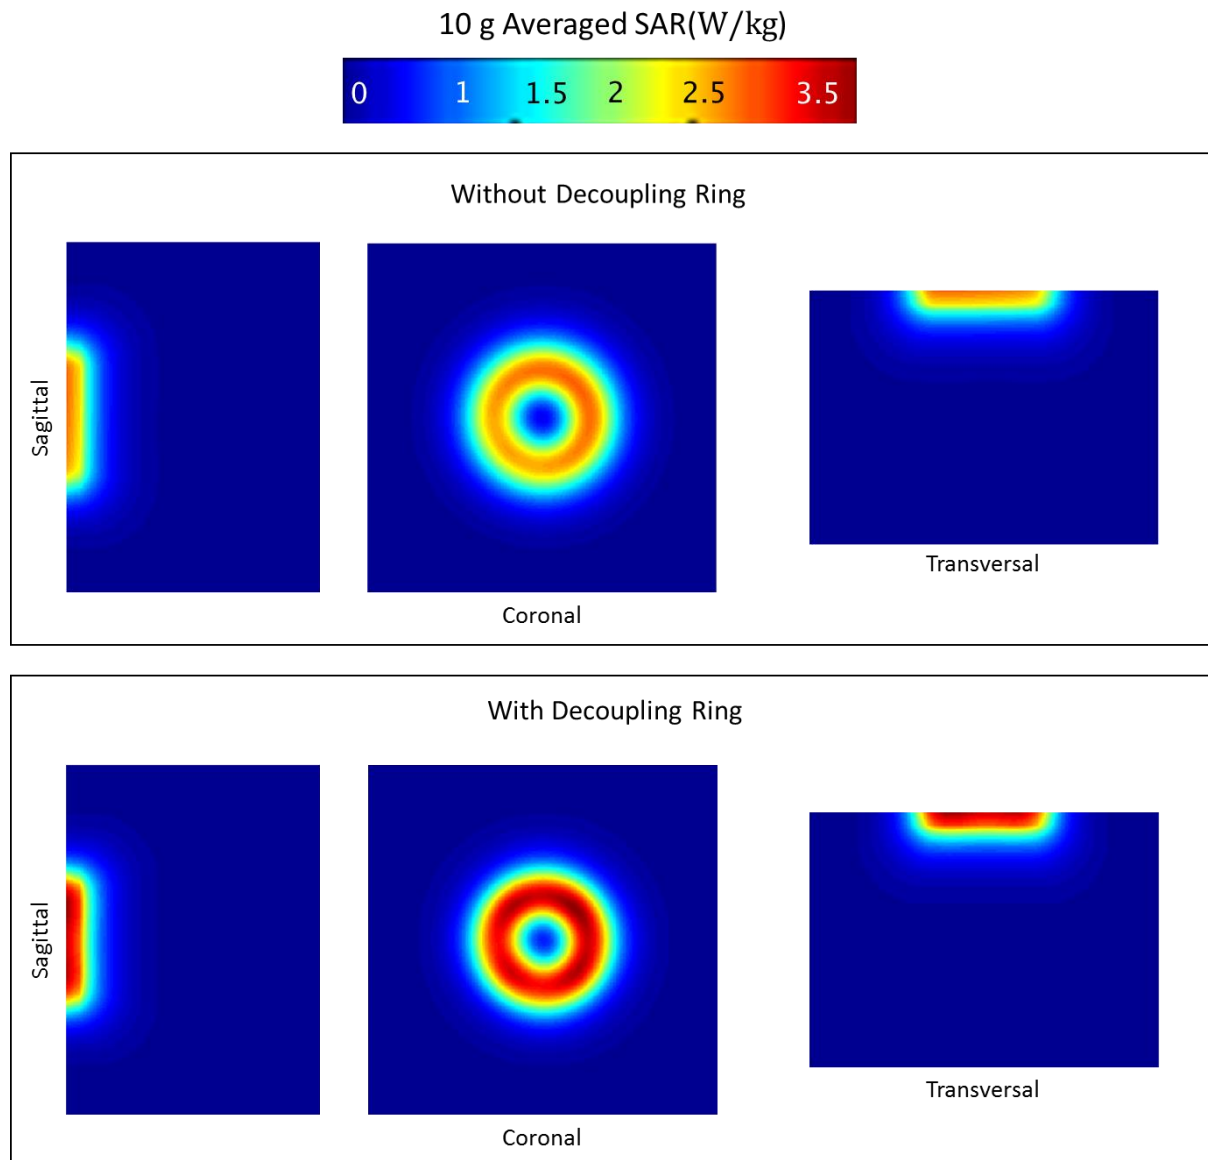 10 g Averaged SAR(W/kg)
0 1 1.5 2 2.5 3.5
Without Decoupling Ring
Sagittal
Coronal
Transversal
With Decoupling Ring
Sagittal
Coronal
Transversal